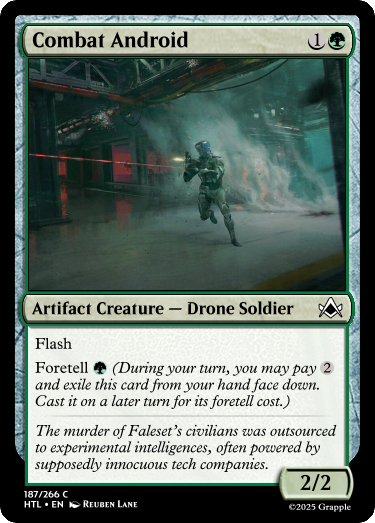 Combat Android 1
Artifact Creature — Drone Soldier
Flash
Foretell (During your turn, you may pay 2
and exile this card from your hand face down.
Cast it on a later turn for its foretell cost.)
The murder of Faleset's civilians was outsourced
to experimental intelligences, often powered by
supposedly innocuous tech companies.
2/2
187/266 C
HTL • EN Reuben Lane
©2025 Grapple